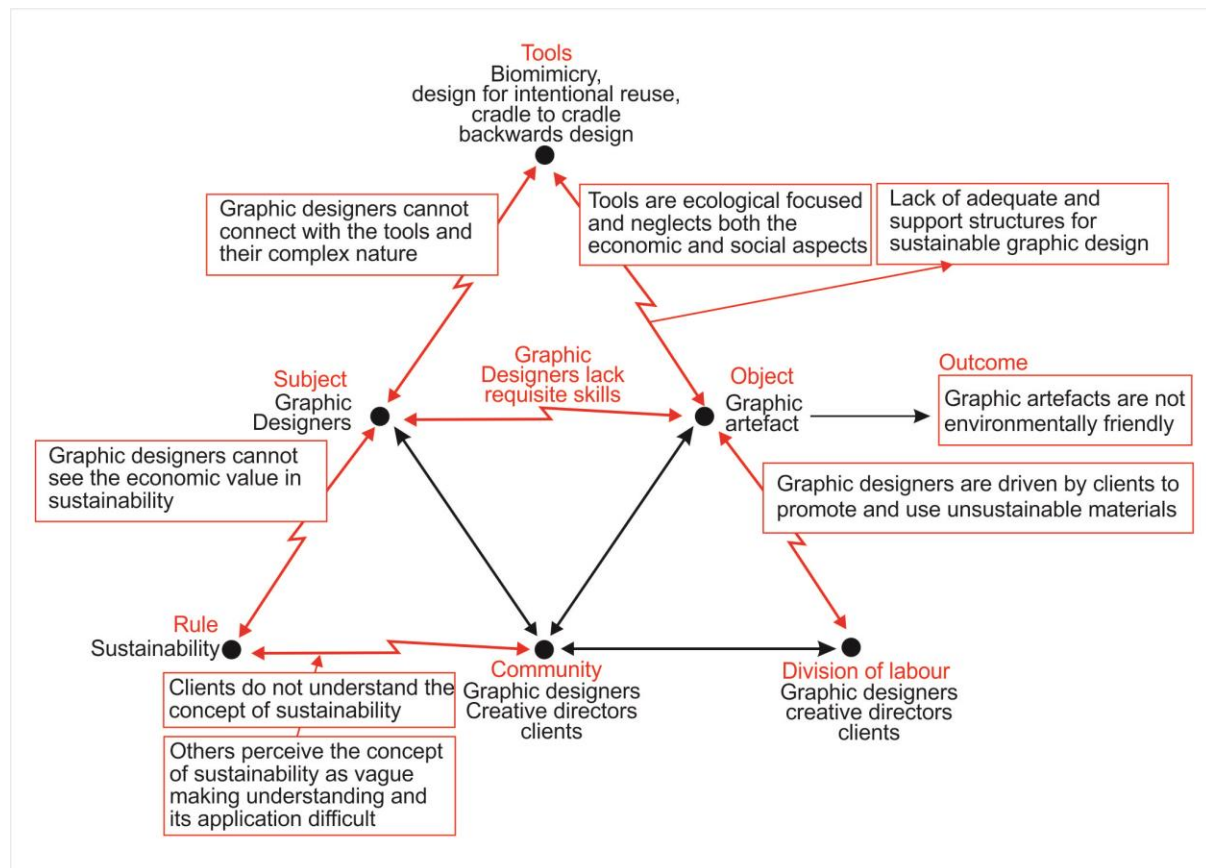 Tools
Biomimicry,
design for intentional reuse,
cradle to cradle
backwards design
Graphic designers cannot
connect with the tools and
their complex nature
Tools are ecological focused
and neglects both the
economic and social aspects
Lack of adequate and
support structures for
sustainable graphic design
Subject
Graphic
Designers
Graphic
Designers lack
requisite skills
Object
Graphic
artefact
Outcome
Graphic artefacts are not
environmentally friendly
Graphic designers cannot
see the economic value in
sustainability
Graphic designers are driven by clients to
promote and use unsustainable materials
Rule
Sustainability
Clients do not understand the
concept of sustainability
Others perceive the concept
of sustainability as vague
making understanding and
its application difficult
Community
Graphic designers
Creative directors
clients
Division of labour
Graphic designers
creative directors
clients